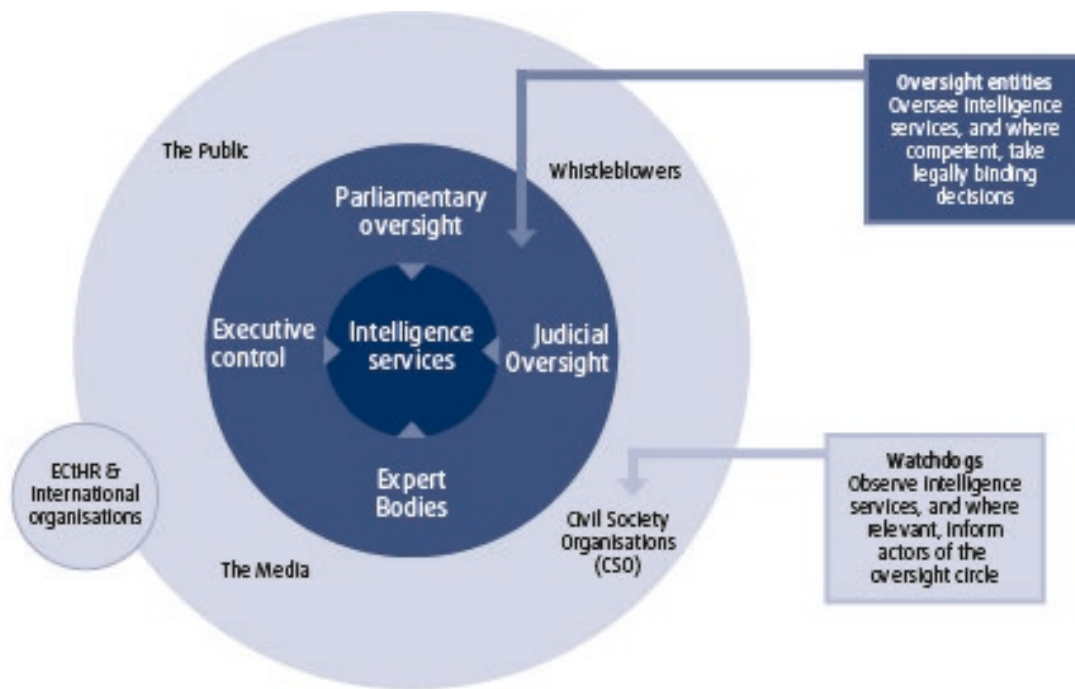 Oversight entities
Oversee intelligence
services, and where
competent, take
legally binding
decisions
The Public
Whistleblowers
Parliamentary
oversight
Executive
control
Intelligence
services
Judicial
Oversight
Expert
Bodies
ECtHR &
International
organisations
The Media
Civil Society
Organisations
(CSO)
Watchdogs
Observe intelligence
services, and where
relevant, inform
actors of the
oversight circle